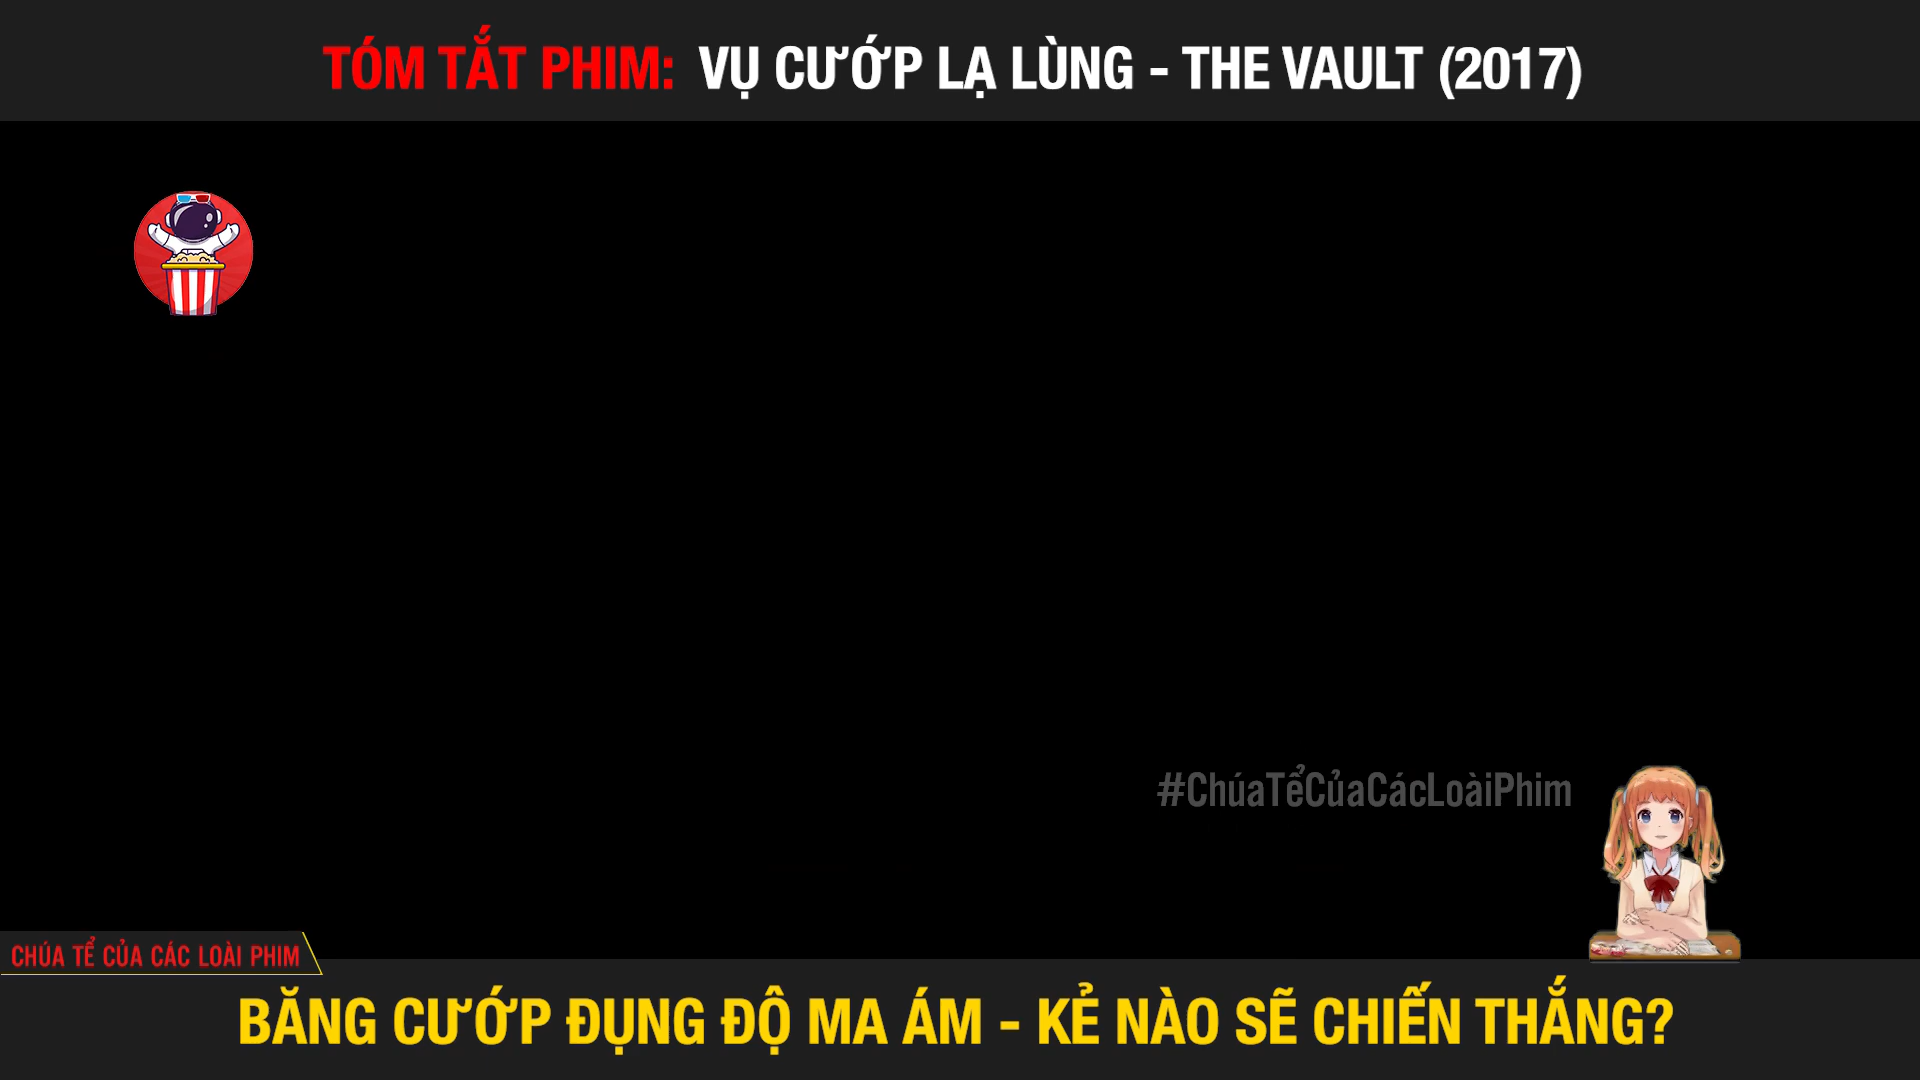 TÓM TẮT PHIM: VỤ CƯỚP LẠ LÙNG - THE VAULT (2017)
#ChúaTểCủaCácLoàiPhim
CHÚA TỂ CỦA CÁC LOÀI PHIM
BĂNG CƯỚP ĐỤNG ĐỘ MA ÁM - KẺ NÀO SẼ CHIẾN THẮNG?